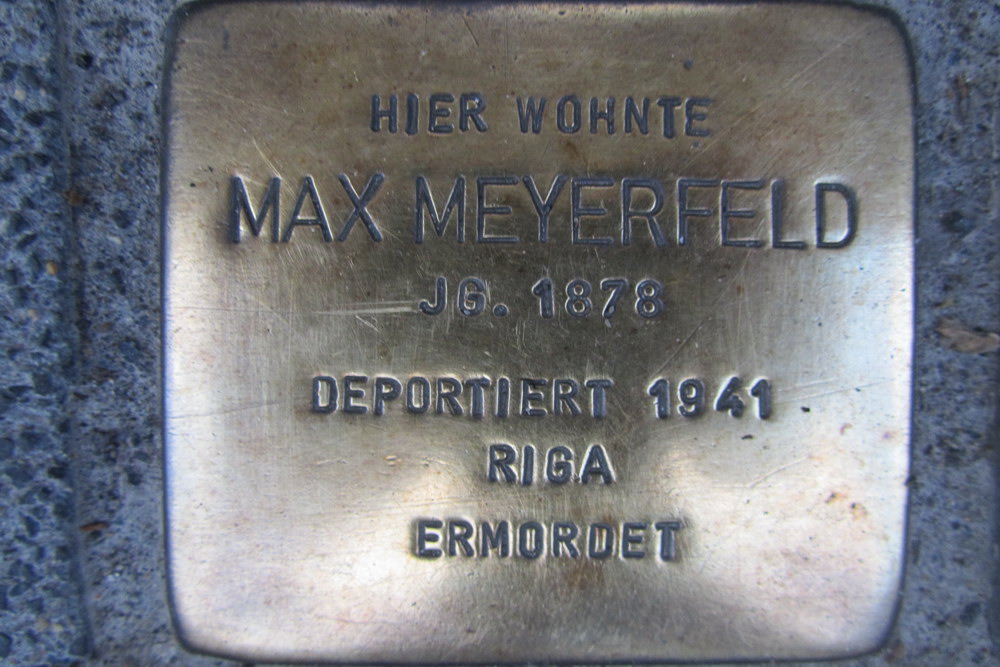 HIER WOHNTE
MAX MEYERFELD
JG. 1878
DEPORTIERT 1941
RIGA
ERMORDET